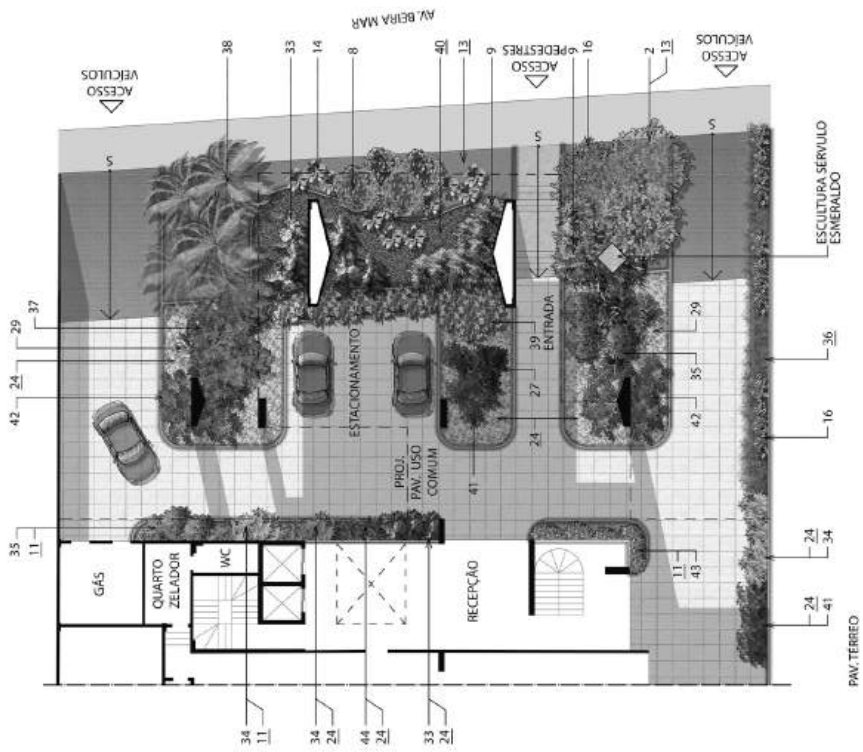 AV. BEIRA MAR
ACESSO
VEÍCULOS
38
33
14
8
40
13
9
ACESSO
PEDESTRES
9
16
2
13
ACESSO
VEÍCULOS
S
S
S
ESCULTURA SÉRVULO
ESMERALDO
42
24
29
37
ESTACIONAMENTO
39
ENTRADA
27
24
41
29
35
42
36
16
PROJ.
PAV. USO
COMUM
35
11
GÁS
QUARTO
ZELADOR
WC
RECEPÇÃO
X
11
43
24
34
24
41
34
11
34
24
44
24
33
24
PAV. TÉRREO